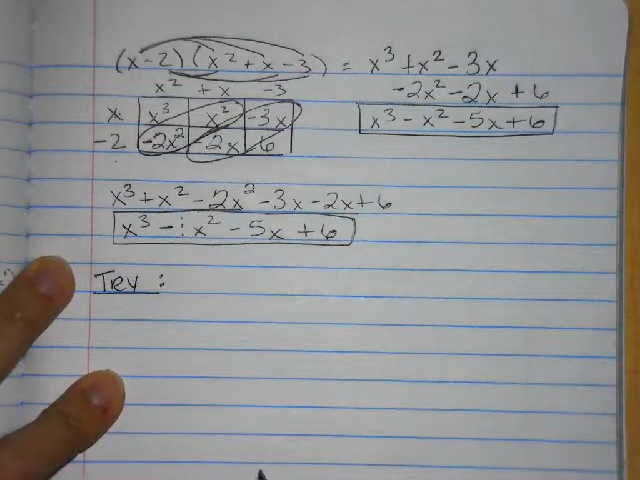 (x-2)(x²+x-3) = x³+x²-3x
-2x²-2x+6
x³-x²-5x+6
x² +x -3
x x³ x² -3x
-2 -2x² -2x 6
x³+x²-2x²-3x-2x+6
x³-1x²-5x+6
Try: